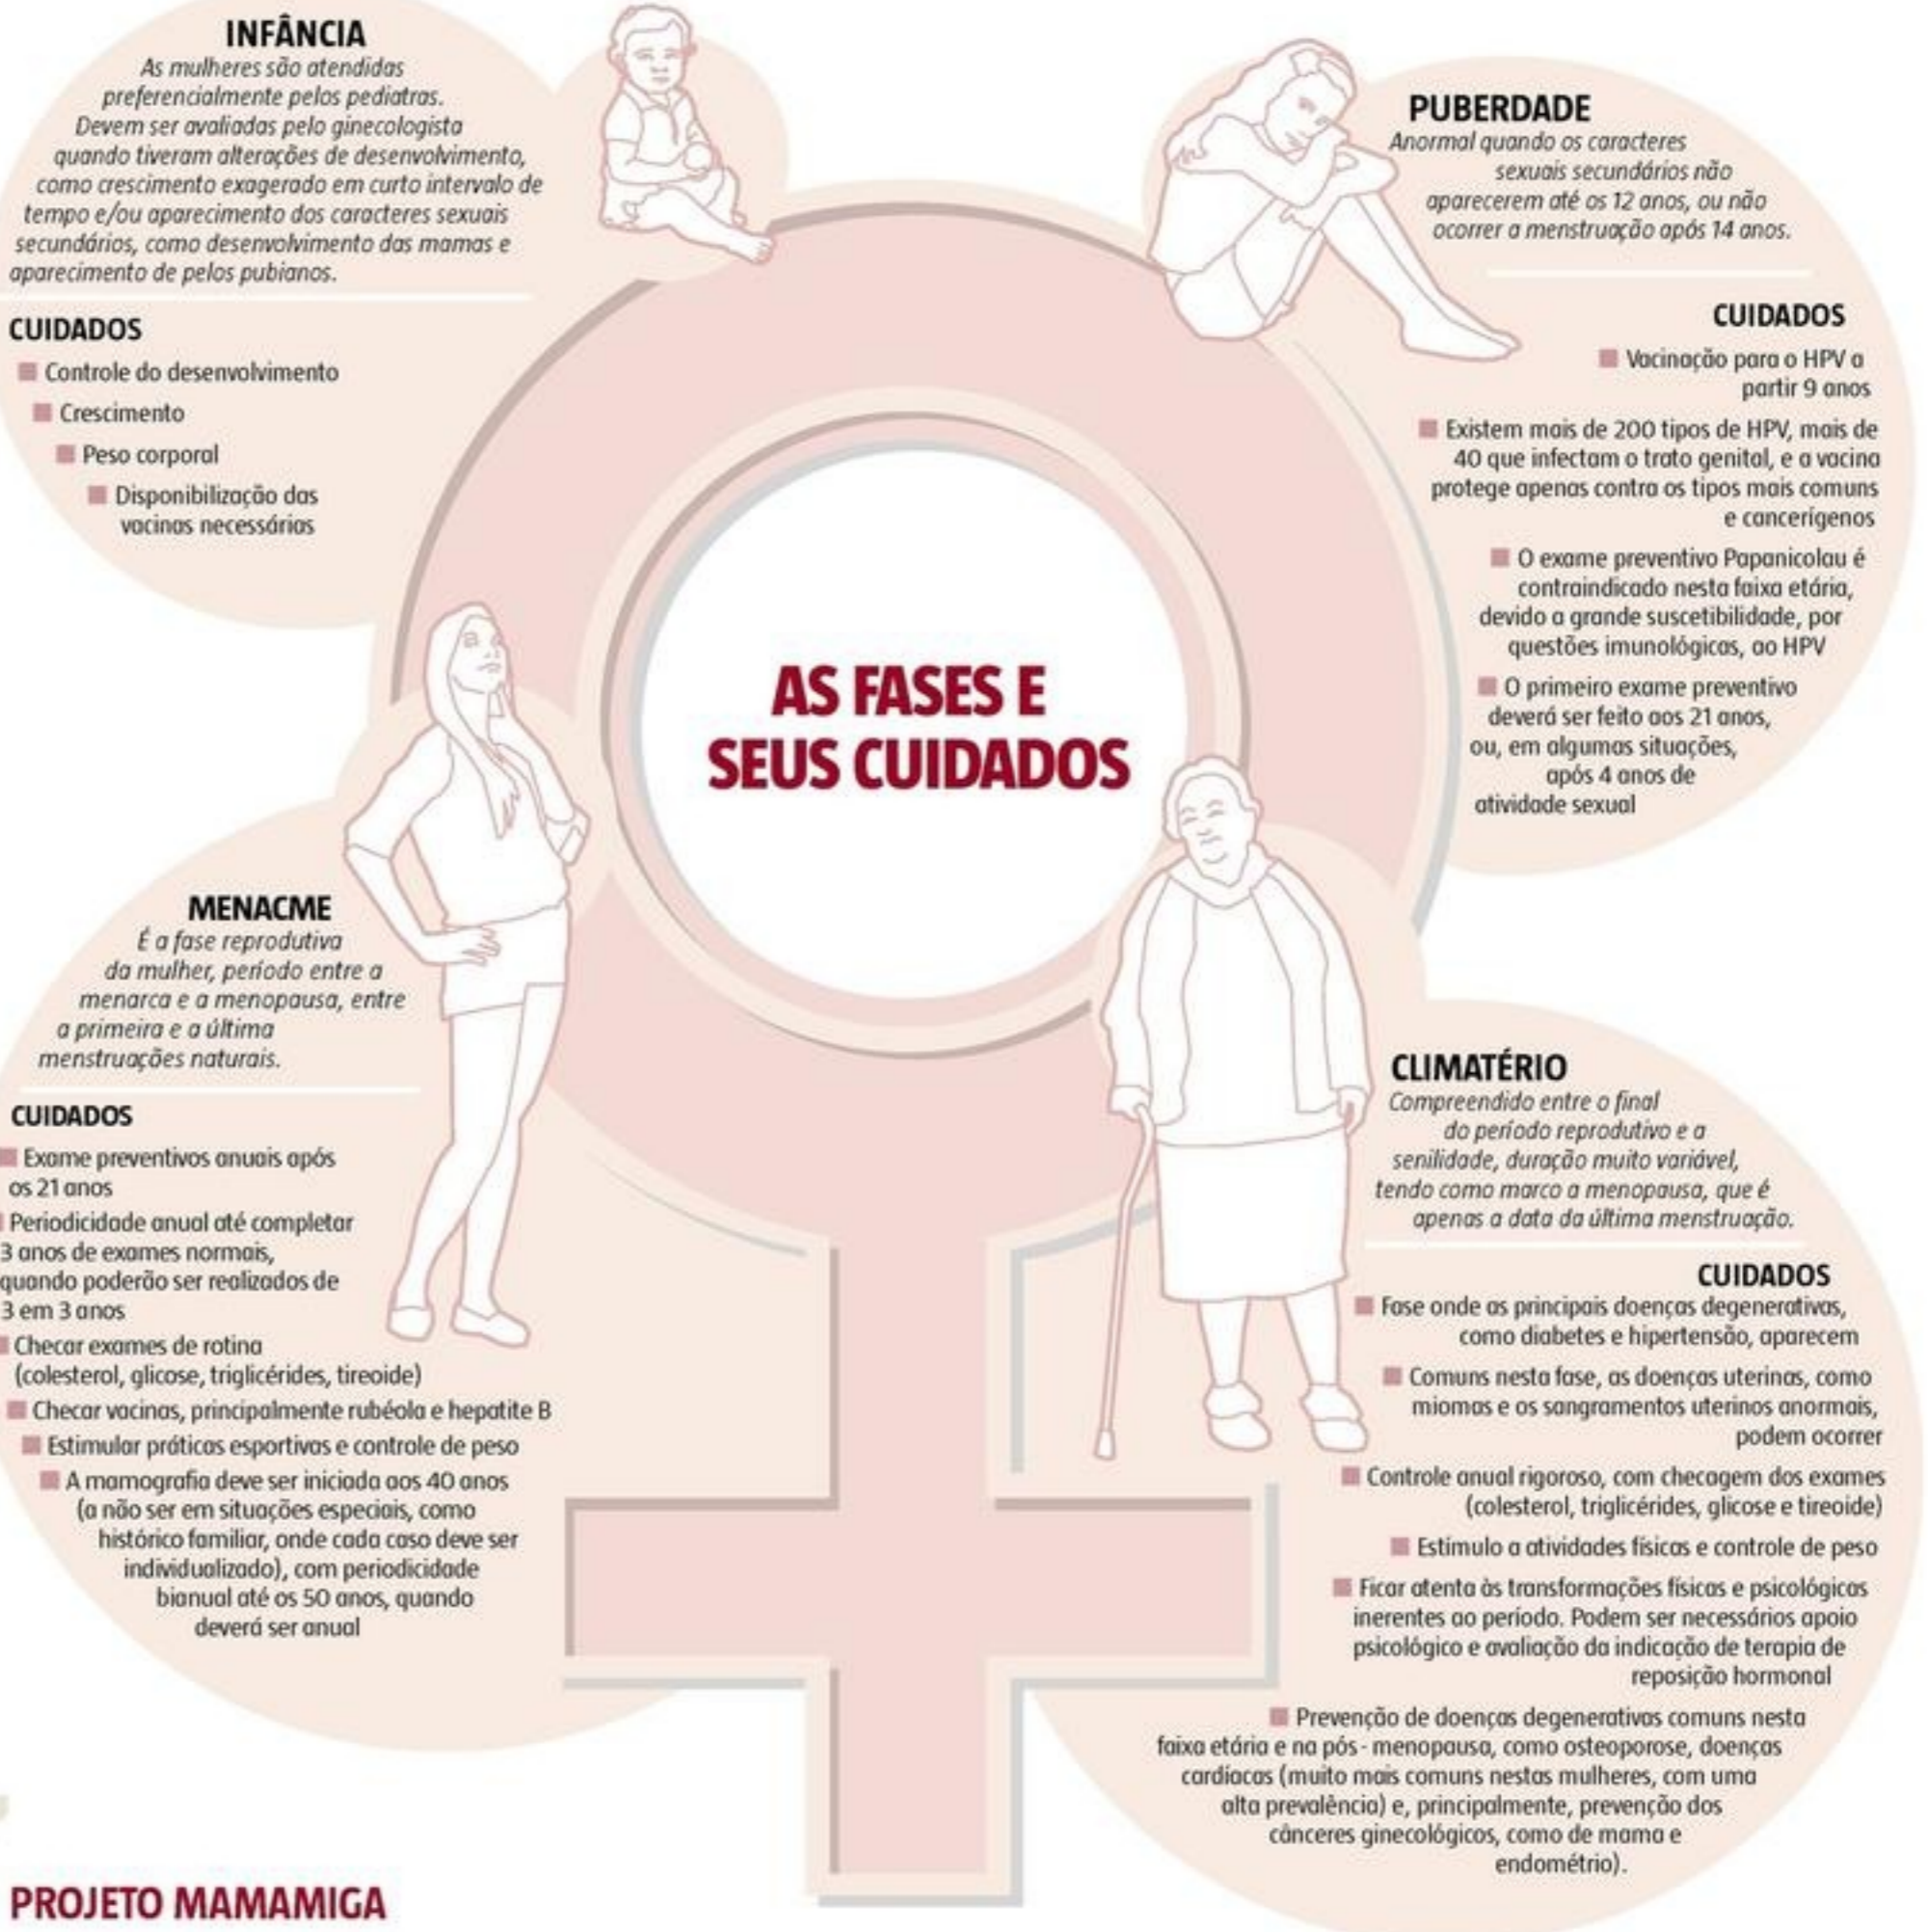 INFÂNCIA
As mulheres são atendidas
preferencialmente pelos pediatras.
Devem ser avaliadas pelo ginecologista
quando tiveram alterações de desenvolvimento,
como crescimento exagerado em curto intervalo de
tempo e/ou aparecimento dos caracteres sexuais
secundários, como desenvolvimento das mamas e
aparecimento de pelos pubianos.
CUIDADOS
Controle do desenvolvimento
Crescimento
Peso corporal
Disponibilização das
vacinas necessárias
PUBERDADE
Anormal quando os caracteres
sexuais secundários não
aparecerem até os 12 anos, ou não
ocorrer a menstruação após 14 anos.
CUIDADOS
Vacinação para o HPV a
partir 9 anos
Existem mais de 200 tipos de HPV, mais de
40 que infectam o trato genital, e a vacina
protege apenas contra os tipos mais comuns
e cancerígenos
O exame preventivo Papanicolau é
contraindicado nesta faixa etária,
devido a grande suscetibilidade, por
questões imunológicas, ao HPV
O primeiro exame preventivo
deverá ser feito aos 21 anos,
ou, em algumas situações,
após 4 anos de
atividade sexual
AS FASES E
SEUS CUIDADOS
MENACME
É a fase reprodutiva
da mulher, período entre a
menarca e a menopausa, entre
a primeira e a última
menstruações naturais.
CUIDADOS
Exame preventivos anuais após
os 21 anos
Periodicidade anual até completar
3 anos de exames normais,
quando poderão ser realizados de
3 em 3 anos
Checar exames de rotina
(colesterol, glicose, triglicérides, tireoide)
Checar vacinas, principalmente rubéola e hepatite B
Estimular práticas esportivas e controle de peso
A mamografia deve ser iniciada aos 40 anos
(a não ser em situações especiais, como
histórico familiar, onde cada caso deve ser
individualizado), com periodicidade
bianual até os 50 anos, quando
deverá ser anual
CLIMATÉRIO
Compreendido entre o final
do período reprodutivo e a
senilidade, duração muito variável,
tendo como marco a menopausa, que é
apenas a data da última menstruação.
CUIDADOS
Fase onde as principais doenças degenerativas,
como diabetes e hipertensão, aparecem
Comuns nesta fase, as doenças uterinas, como
miomas e os sangramentos uterinos anormais,
podem ocorrer
Controle anual rigoroso, com checagem dos exames
(colesterol, triglicérides, glicose e tireoide)
Estímulo a atividades físicas e controle de peso
Ficar atenta às transformações físicas e psicológicas
inerentes ao período. Podem ser necessários apoio
psicológico e avaliação da indicação de terapia de
reposição hormonal
Prevenção de doenças degenerativas comuns nesta
faixa etária e na pós - menopausa, como osteoporose, doenças
cardíacas (muito mais comuns nestas mulheres, com uma
alta prevalência) e, principalmente, prevenção dos
cânceres ginecológicos, como de mama e
endométrio).
PROJETO MAMAMIGA